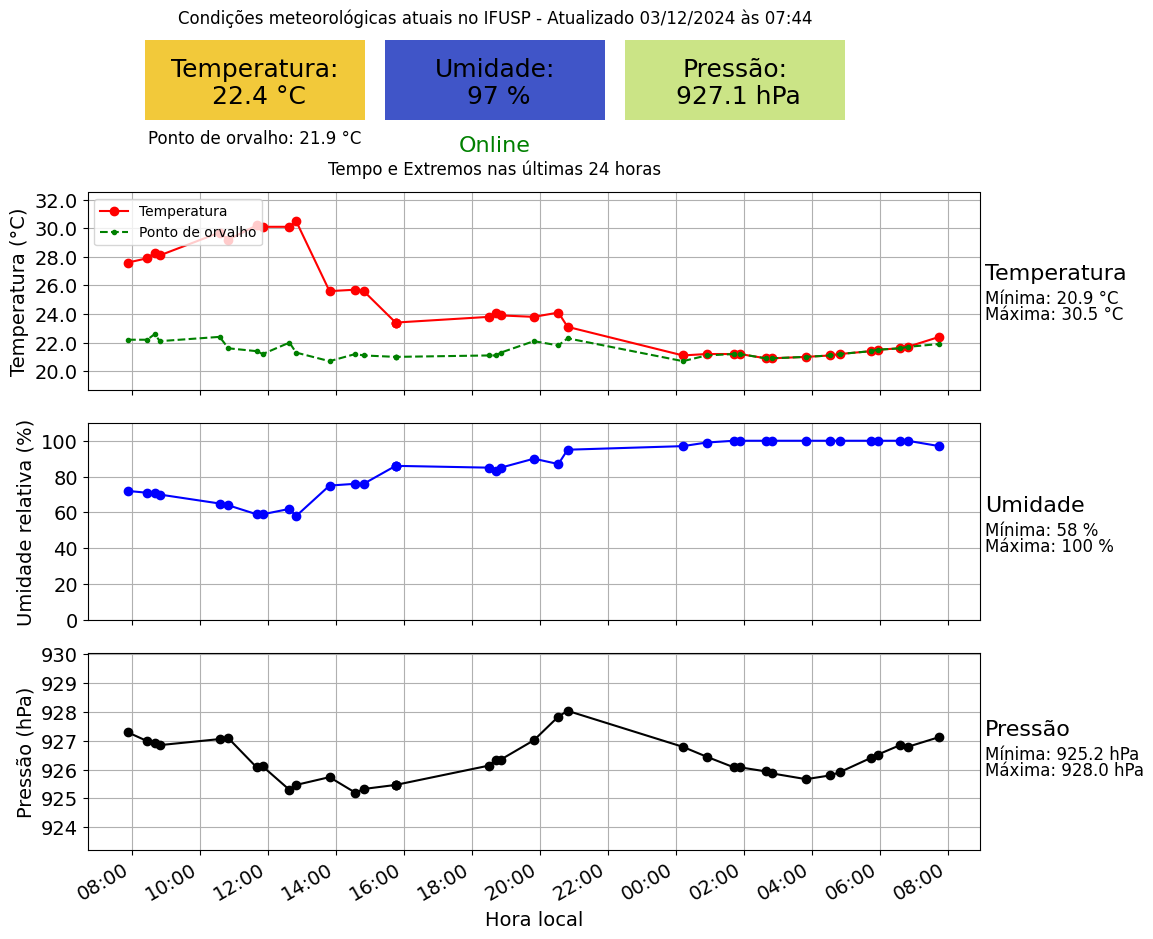 Condições meteorológicas atuais no IFUSP - Atualizado 03/12/2024 às 07:44
Temperatura:
22.4 °C
Umidade:
97 %
Pressão:
927.1 hPa
Ponto de orvalho: 21.9 °C
Online
Tempo e Extremos nas últimas 24 horas
Temperatura (°C)
32.0
30.0
28.0
26.0
24.0
22.0
20.0
Temperatura
Ponto de orvalho
Temperatura
Mínima: 20.9 °C
Máxima: 30.5 °C
Umidade relativa (%)
100
80
60
40
20
0
Umidade
Mínima: 58 %
Máxima: 100 %
Pressão (hPa)
930
929
928
927
926
925
924
Pressão
Mínima: 925.2 hPa
Máxima: 928.0 hPa
08:00
10:00
12:00
14:00
16:00
18:00
20:00
22:00
00:00
02:00
04:00
06:00
08:00
Hora local